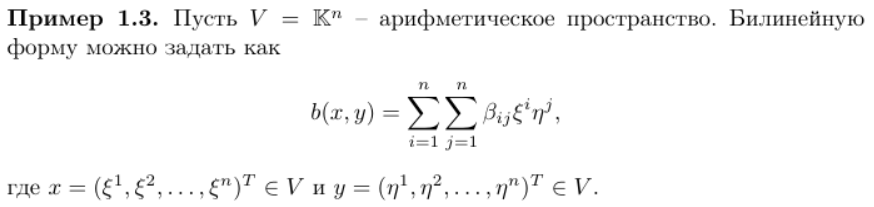 Пример 1.3. Пусть V = 𝕂ⁿ – арифметическое пространство. Билинейную
форму можно задать как
b(x, y) = ∑_{i=1}^{n} ∑_{j=1}^{n} β_{ij} ξ^i η^j,
где x = (ξ¹, ξ², . . . , ξⁿ)^T ∈ V и y = (η¹, η², . . . , ηⁿ)^T ∈ V.